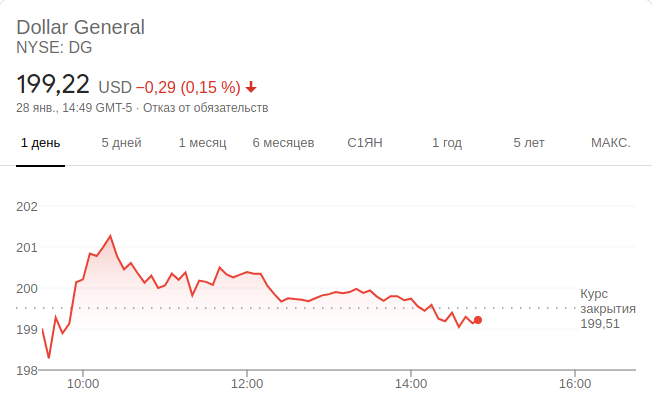 Dollar General
NYSE: DG
199,22 USD −0,29 (0,15 %)
28 янв., 14:49 GMT-5 · Отказ от обязательств
1 день 5 дней 1 месяц 6 месяцев С1ЯН 1 год 5 лет МАКС.
202
201
200
199
198
Курс
закрытия
199,51
10:00 12:00 14:00 16:00